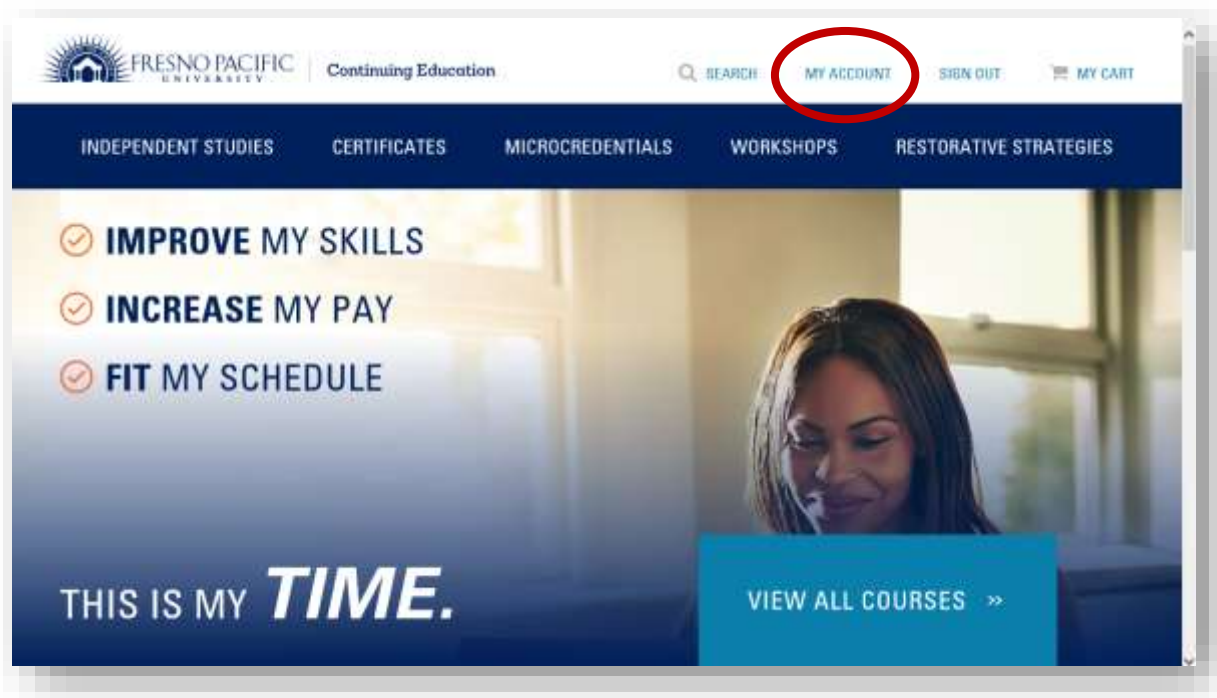 FRESNO PACIFIC
UNIVERSITY
Continuing Education
SEARCH MY ACCOUNT SIGN OUT MY CART
INDEPENDENT STUDIES CERTIFICATES MICROCREDENTIALS WORKSHOPS RESTORATIVE STRATEGIES
IMPROVE MY SKILLS
INCREASE MY PAY
FIT MY SCHEDULE
THIS IS MY TIME.
VIEW ALL COURSES »